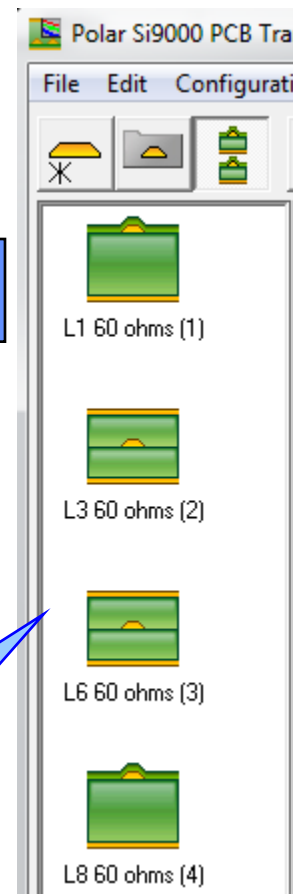 Polar Si9000 PCB Tra
File Edit Configurati
L1 60 ohms (1)
L3 60 ohms (2)
L6 60 ohms (3)
L8 60 ohms (4)